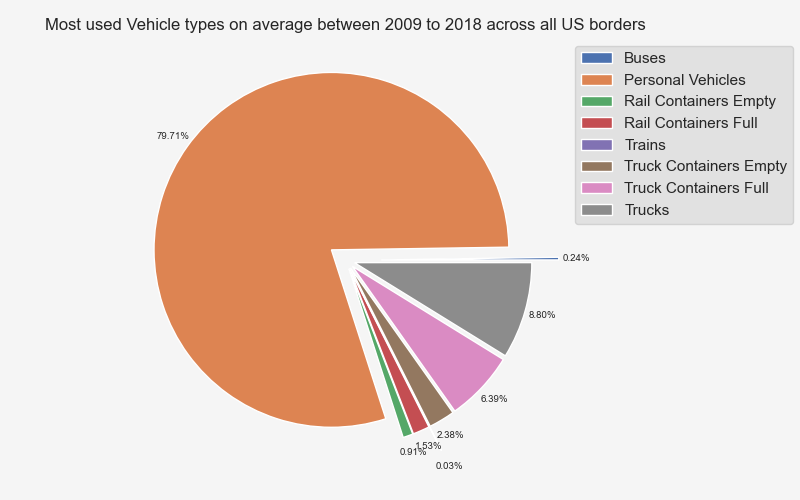 Most used Vehicle types on average between 2009 to 2018 across all US borders
Buses
Personal Vehicles
Rail Containers Empty
Rail Containers Full
Trains
Truck Containers Empty
Truck Containers Full
Trucks
79.71%
0.24%
8.80%
6.39%
2.38%
1.53%
0.91%
0.03%